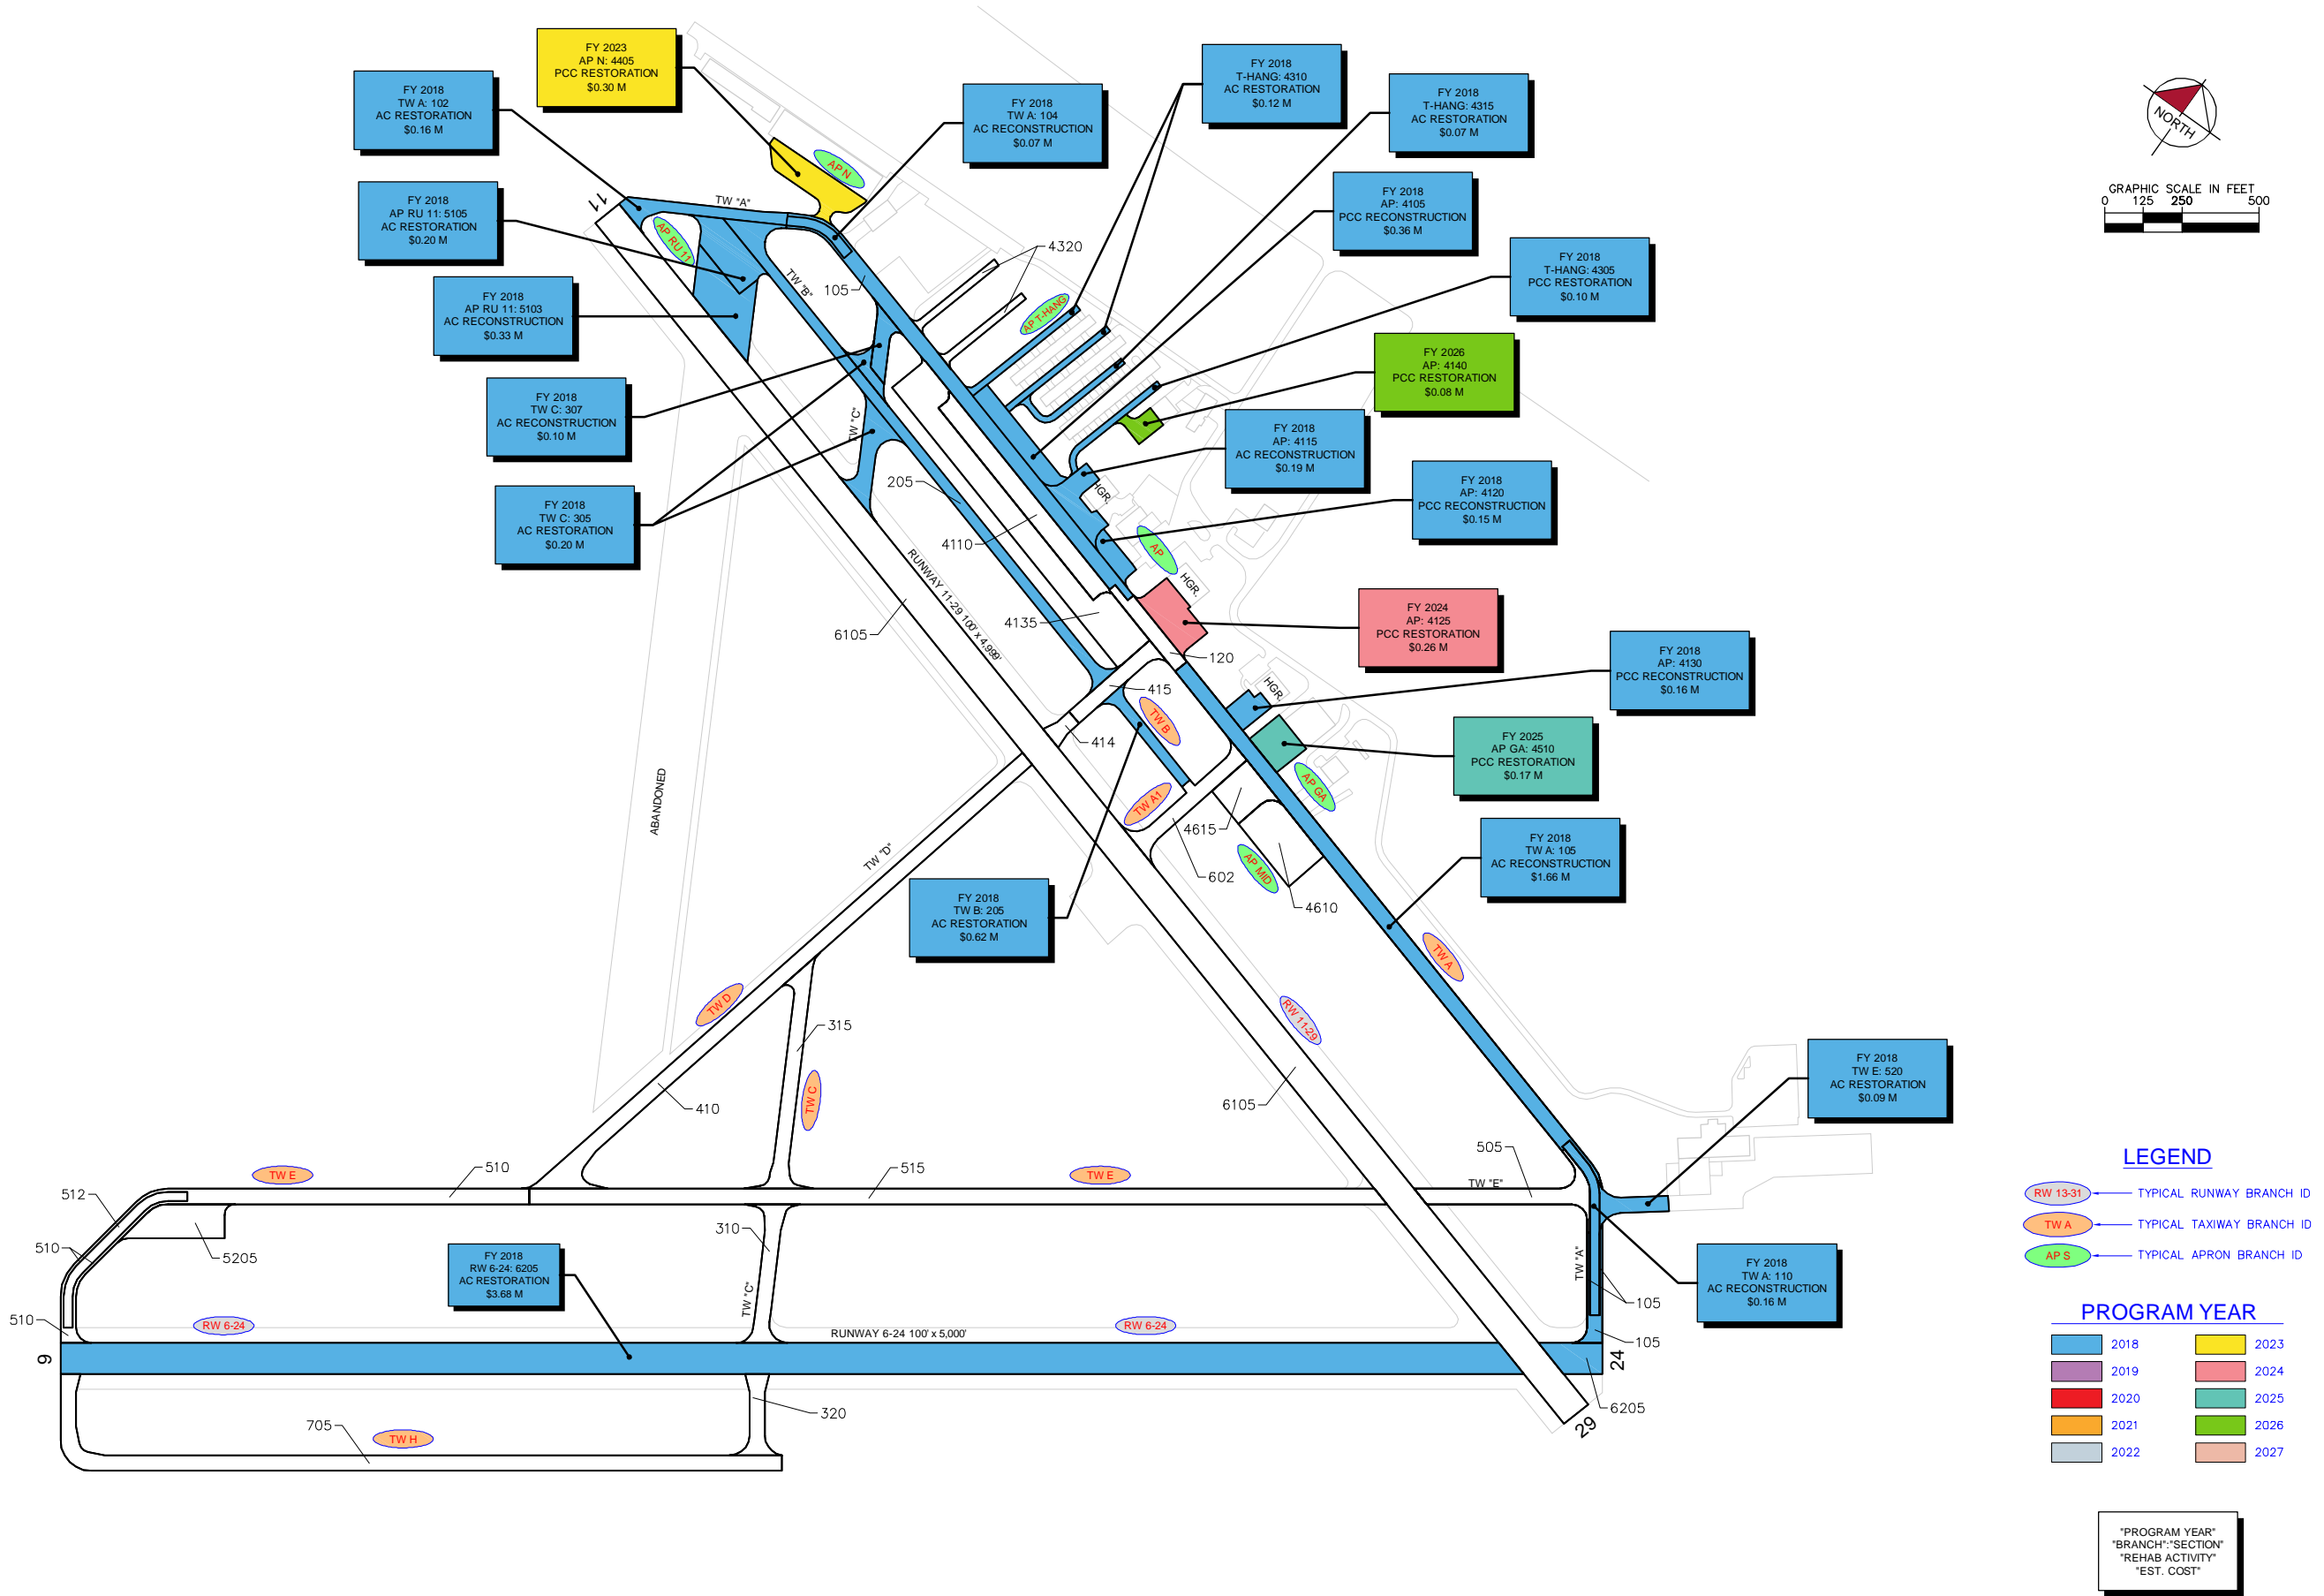 FY 2023
AP N: 4405
PCC RESTORATION
$0.30 M
FY 2018
TW A: 102
AC RESTORATION
$0.16 M
FY 2018
TW A: 104
AC RECONSTRUCTION
$0.07 M
FY 2018
T-HANG: 4310
AC RESTORATION
$0.12 M
FY 2018
T-HANG: 4315
AC RESTORATION
$0.07 M
NORTH
GRAPHIC SCALE IN FEET
0 125 250 500
FY 2018
AP RU 11: 5105
AC RESTORATION
$0.20 M
FY 2018
AP: 4105
PCC RECONSTRUCTION
$0.36 M
AP N
11
TW "A"
AP RU 11
TW "B"
105
4320
AP T-HANG
FY 2018
T-HANG: 4305
PCC RESTORATION
$0.10 M
FY 2018
AP RU 11: 5103
AC RECONSTRUCTION
$0.33 M
FY 2026
AP: 4140
PCC RESTORATION
$0.08 M
FY 2018
TW C: 307
AC RECONSTRUCTION
$0.10 M
TW "C"
FY 2018
AP: 4115
AC RECONSTRUCTION
$0.19 M
FY 2018
TW C: 305
AC RESTORATION
$0.20 M
205
HGR.
FY 2018
AP: 4120
PCC RECONSTRUCTION
$0.15 M
4110
AP
HGR.
RUNWAY 11-29 100' x 4,999'
6105
4135
120
FY 2024
AP: 4125
PCC RESTORATION
$0.26 M
415
HGR.
FY 2018
AP: 4130
PCC RECONSTRUCTION
$0.16 M
TW B
414
FY 2025
AP GA: 4510
PCC RESTORATION
$0.17 M
ABANDONED
TW A1
AP GA
4615
TW "D"
602
AP MID
4610
FY 2018
TW A: 105
AC RECONSTRUCTION
$1.66 M
FY 2018
TW B: 205
AC RESTORATION
$0.62 M
TW A
TW D
315
RW 11-29
TW C
410
6105
FY 2018
TW E: 520
AC RESTORATION
$0.09 M
TW E
510
515
TW E
505
TW "E"
512
510
5205
310
TW "C"
FY 2018
RW 6-24: 6205
AC RESTORATION
$3.68 M
TW "A"
105
FY 2018
TW A: 110
AC RECONSTRUCTION
$0.16 M
510
RW 6-24
RUNWAY 6-24 100' x 5,000'
RW 6-24
105
6
24
320
6205
29
705
TW H
LEGEND
RW 13-31 TYPICAL RUNWAY BRANCH ID
TW A TYPICAL TAXIWAY BRANCH ID
AP S TYPICAL APRON BRANCH ID
PROGRAM YEAR
2018 2023
2019 2024
2020 2025
2021 2026
2022 2027
"PROGRAM YEAR"
"BRANCH":"SECTION"
"REHAB ACTIVITY"
"EST. COST"